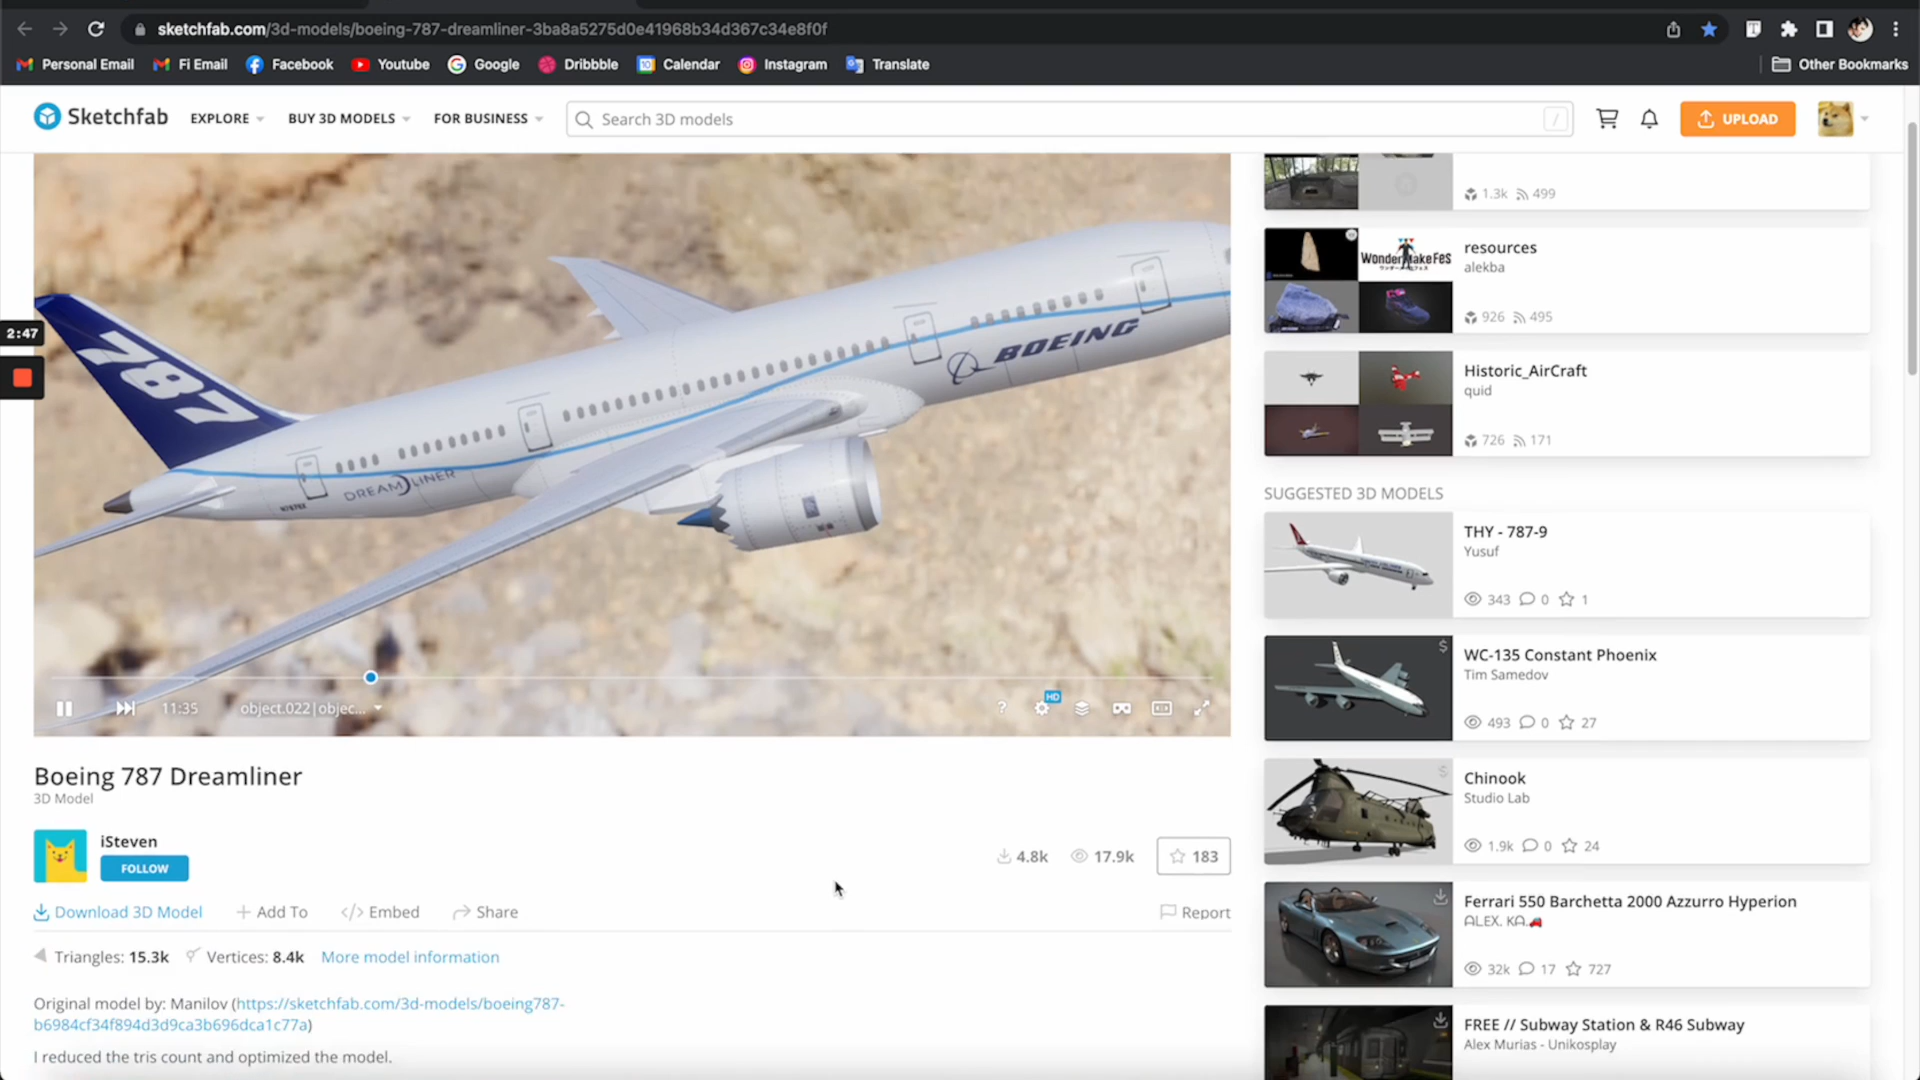 sketchfab.com/3d-models/boeing-787-dreamliner-3ba8a5275d0e41968b34d367c34e8f0f
Personal Email
Fi Email
Facebook
Youtube
Google
Dribbble
Calendar
Instagram
Translate
Other Bookmarks
Sketchfab
EXPLORE
BUY 3D MODELS
FOR BUSINESS
Search 3D models
/
UPLOAD
2:47
787
BOEING
DREAMLINER
11:35
object.022|objec...
?
HD
Boeing 787 Dreamliner
3D Model
iSteven
FOLLOW
4.8k
17.9k
183
Download 3D Model
+ Add To
</> Embed
Share
Report
Triangles: 15.3k
Vertices: 8.4k
More model information
Original model by: Manilov (https://sketchfab.com/3d-models/boeing787-
b6984cf34f894d3d9ca3b696dca1c77a)
I reduced the tris count and optimized the model.
1.3k 499
WonderMakeFes
resources
alekba
926 495
Historic_AirCraft
quid
726 171
SUGGESTED 3D MODELS
THY - 787-9
Yusuf
343 0 1
$
WC-135 Constant Phoenix
Tim Samedov
493 0 27
$
Chinook
Studio Lab
1.9k 0 24
Ferrari 550 Barchetta 2000 Azzurro Hyperion
ALEX. KA.🚗
32k 17 727
FREE // Subway Station & R46 Subway
Alex Murias - Unikosplay